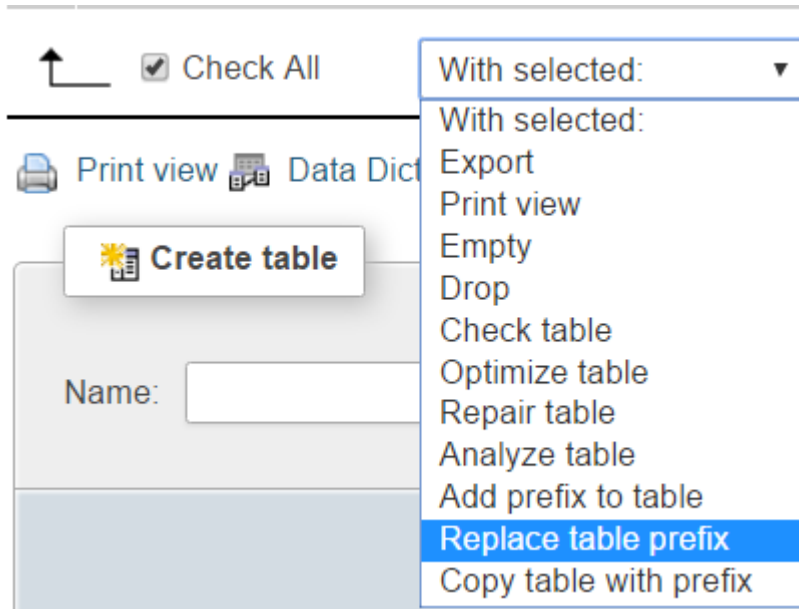 Check All
With selected:
With selected:
Export
Print view
Empty
Drop
Check table
Optimize table
Repair table
Analyze table
Add prefix to table
Replace table prefix
Copy table with prefix
Print view Data Dict
Create table
Name: